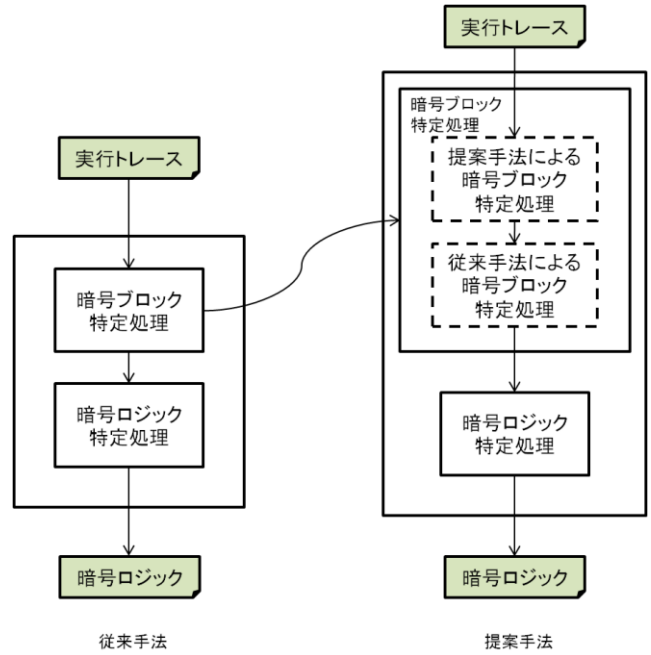 実行トレース
暗号ブロック
特定処理
暗号ロジック
特定処理
暗号ロジック
従来手法
実行トレース
暗号ブロック
特定処理
提案手法による
暗号ブロック
特定処理
従来手法による
暗号ブロック
特定処理
暗号ロジック
特定処理
暗号ロジック
提案手法